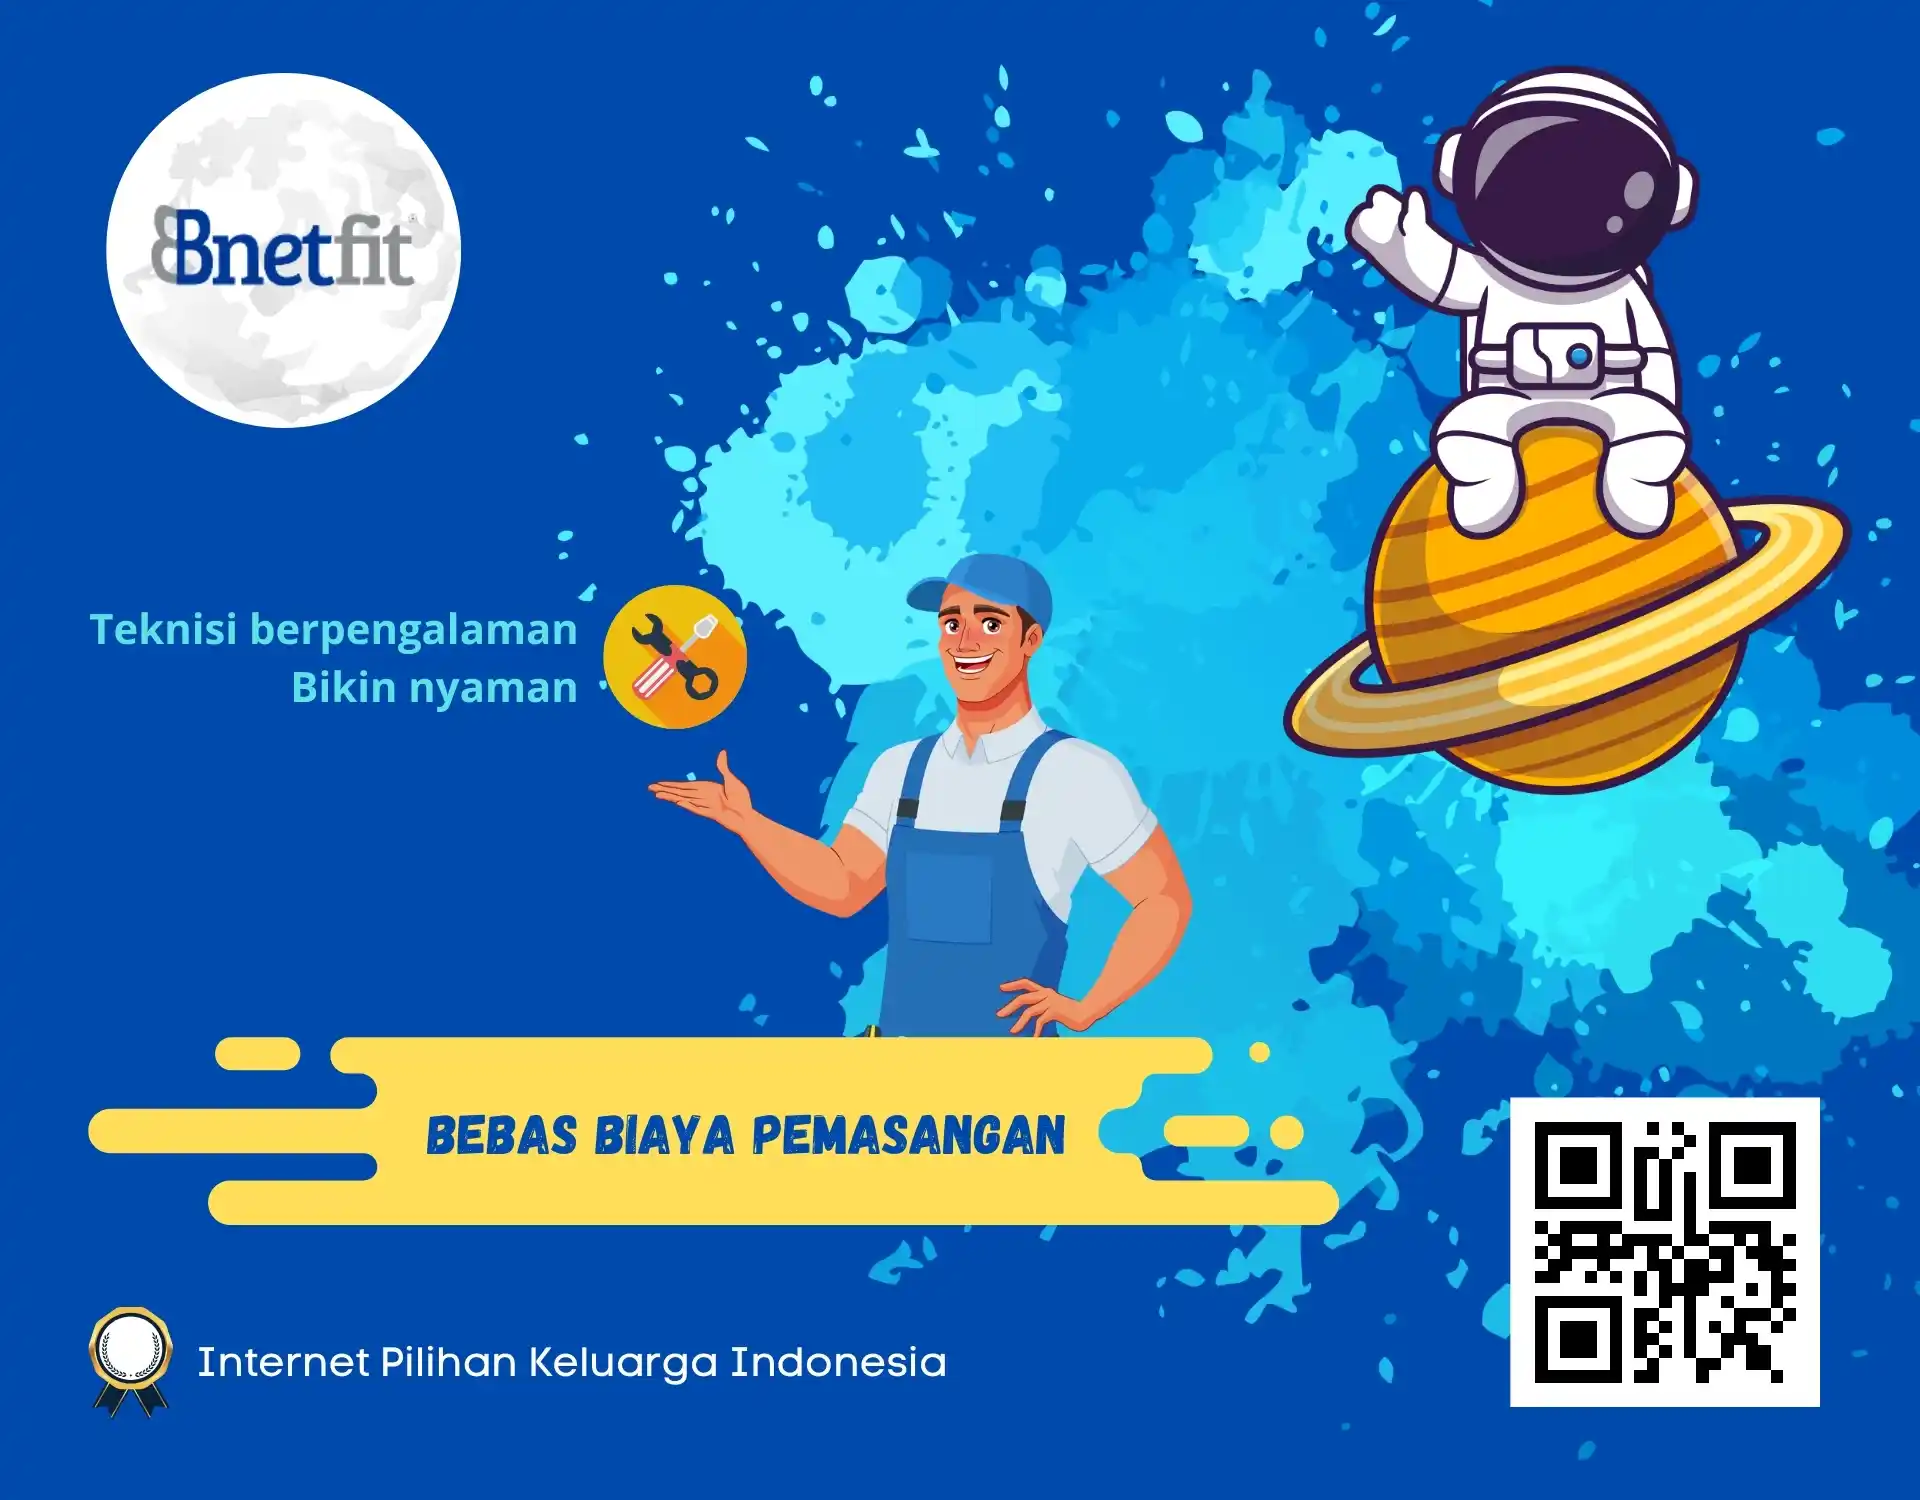 Bnetfit
Teknisi berpengalaman
Bikin nyaman
BEBAS BIAYA PEMASANGAN
Internet Pilihan Keluarga Indonesia